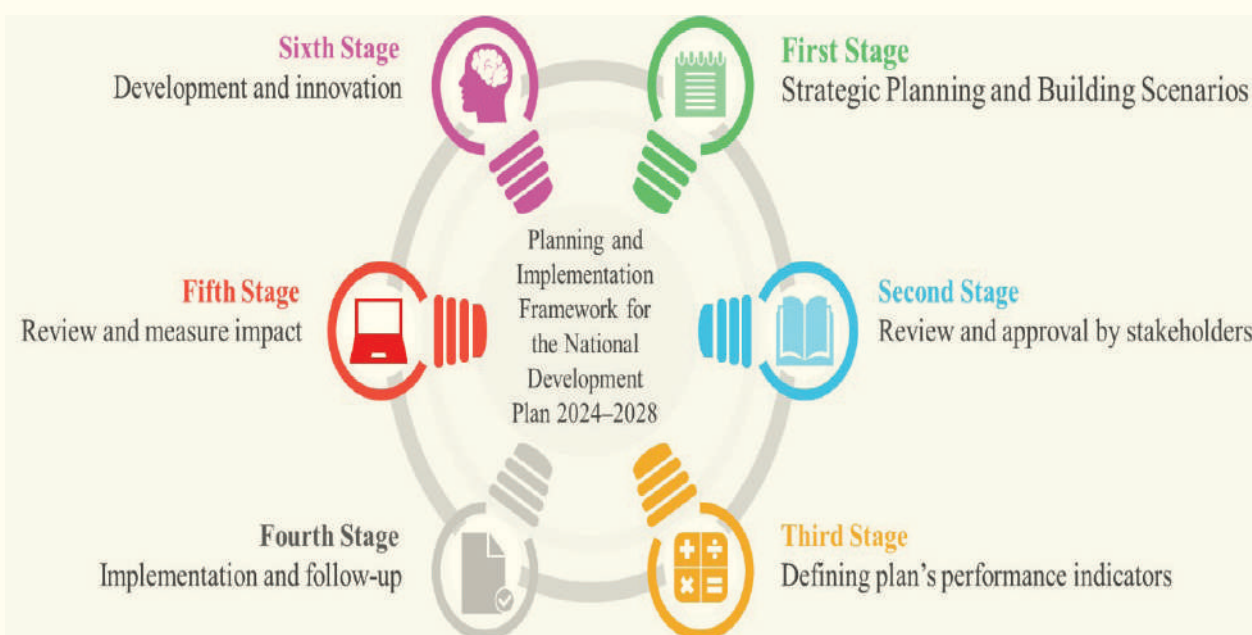 Sixth Stage
Development and innovation
First Stage
Strategic Planning and Building Scenarios
Planning and
Implementation
Framework for
the National
Development
Plan 2024–2028
Fifth Stage
Review and measure impact
Second Stage
Review and approval by stakeholders
Fourth Stage
Implementation and follow-up
Third Stage
Defining plan’s performance indicators